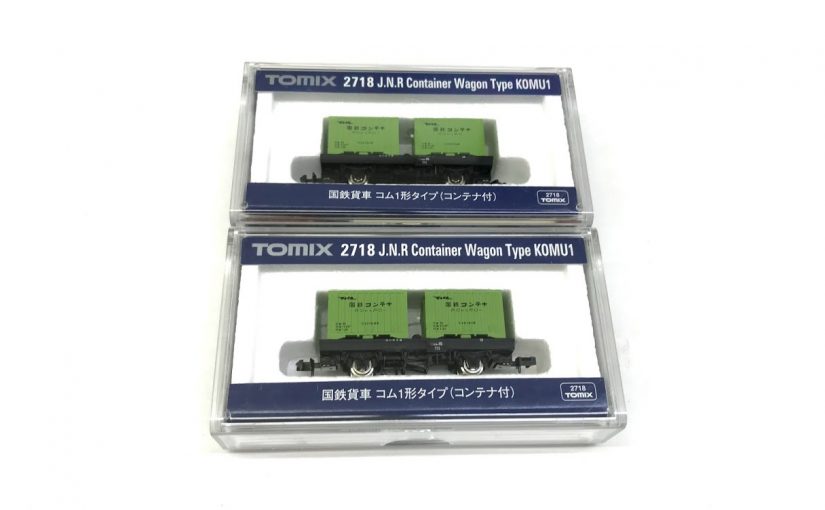 TOMIX 2718 J.N.R Container Wagon Type KOMU1
国鉄コンテナ
国鉄コンテナ
国鉄貨車 コム1形タイプ(コンテナ付)
2718
TOMIX
TOMIX 2718 J.N.R Container Wagon Type KOMU1
国鉄コンテナ
国鉄コンテナ
国鉄貨車 コム1形タイプ(コンテナ付)
2718
TOMIX